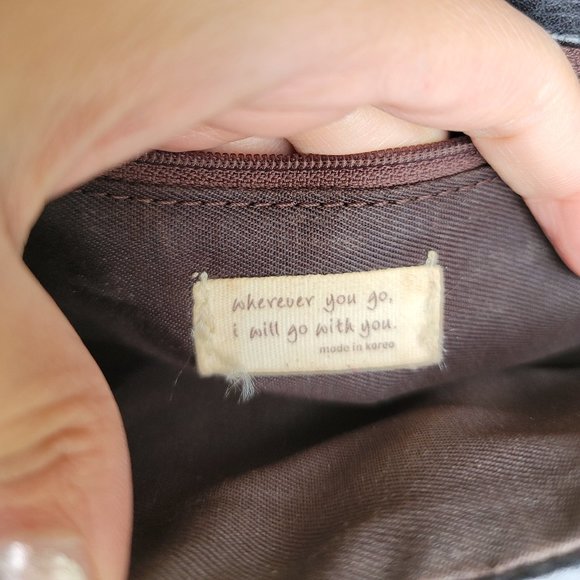 wherever you go,
i will go with you.
made in korea